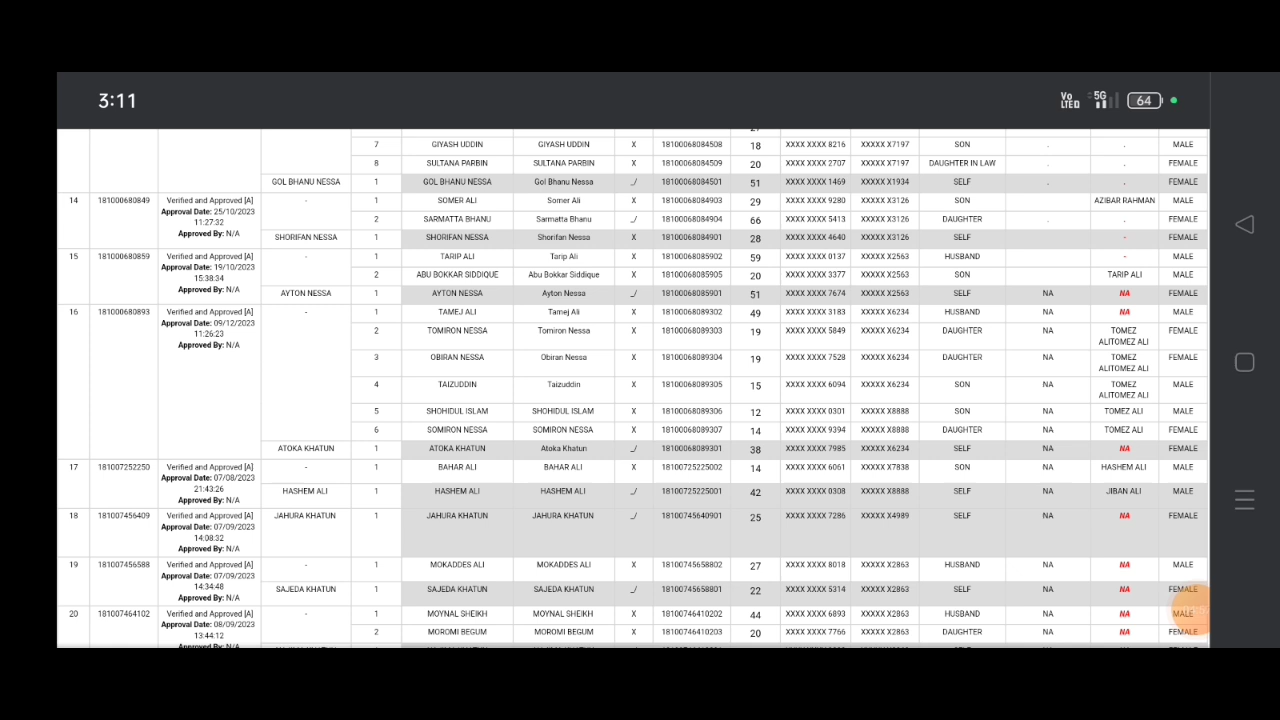 3:11
Vo LTE 5G 64
7 GIYASH UDDIN GIYASH UDDIN X 18100068084508 18 XXXX XXXX 8216 XXXXX X7197 SON . . MALE
8 SULTANA PARBIN SULTANA PARBIN X 18100068084509 20 XXXX XXXX 2707 XXXXX X7197 DAUGHTER IN LAW . . FEMALE
GOL BHANU NESSA 1 GOL BHANU NESSA Gol Bhanu Nessa _/ 18100068084501 51 XXXX XXXX 1469 XXXXX X1934 SELF . . FEMALE
14 181000680849 Verified and Approved [A] - 1 SOMER ALI Somer Ali X 18100068084903 29 XXXX XXXX 9280 XXXXX X3126 SON AZIBAR RAHMAN MALE
Approval Date: 25/10/2023
11:27:32
2 SARMATTA BHANU Sarmatta Bhanu _/ 18100068084904 66 XXXX XXXX 5413 XXXXX X3126 DAUGHTER . . FEMALE
Approved By: N/A
SHORIFAN NESSA 1 SHORIFAN NESSA Shorifan Nessa X 18100068084901 28 XXXX XXXX 4640 XXXXX X3126 SELF - FEMALE
15 181000680859 Verified and Approved [A] - 1 TARIP ALI Tarip Ali X 18100068085902 59 XXXX XXXX 0137 XXXXX X2563 HUSBAND - MALE
Approval Date: 19/10/2023
15:38:34
2 ABU BOKKAR SIDDIQUE Abu Bokkar Siddique X 18100068085905 20 XXXX XXXX 3377 XXXXX X2563 SON TARIP ALI MALE
Approved By: N/A
AYTON NESSA 1 AYTON NESSA Ayton Nessa _/ 18100068085901 51 XXXX XXXX 7674 XXXXX X2563 SELF NA NA FEMALE
16 181000680893 Verified and Approved [A] - 1 TAMEJ ALI Tamej Ali X 18100068089302 49 XXXX XXXX 3183 XXXXX X6234 HUSBAND NA NA MALE
Approval Date: 09/12/2023
11:26:23
Approved By: N/A
2 TOMIRON NESSA Tomiron Nessa X 18100068089303 19 XXXX XXXX 5849 XXXXX X6234 DAUGHTER NA TOMEZ FEMALE
ALITOMEZ ALI
3 OBIRAN NESSA Obiran Nessa X 18100068089304 19 XXXX XXXX 7528 XXXXX X6234 DAUGHTER NA TOMEZ FEMALE
ALITOMEZ ALI
4 TAIZUDDIN Taizuddin X 18100068089305 15 XXXX XXXX 6094 XXXXX X6234 SON NA TOMEZ MALE
ALITOMEZ ALI
5 SHOHIDUL ISLAM SHOHIDUL ISLAM X 18100068089306 12 XXXX XXXX 0301 XXXXX X8888 SON NA TOMEZ ALI MALE
6 SOMIRON NESSA SOMIRON NESSA X 18100068089307 14 XXXX XXXX 9394 XXXXX X8888 DAUGHTER NA TOMEZ ALI FEMALE
ATOKA KHATUN 1 ATOKA KHATUN Atoka Khatun _/ 18100068089301 38 XXXX XXXX 7985 XXXXX X6234 SELF NA NA FEMALE
17 181007252250 Verified and Approved [A] - 1 BAHAR ALI BAHAR ALI X 18100725225002 14 XXXX XXXX 6061 XXXXX X7838 SON NA HASHEM ALI MALE
Approval Date: 07/08/2023
21:43:26
Approved By: N/A
HASHEM ALI 1 HASHEM ALI HASHEM ALI _/ 18100725225001 42 XXXX XXXX 0308 XXXXX X8888 SELF NA JIBAN ALI MALE
18 181007456409 Verified and Approved [A] JAHURA KHATUN 1 JAHURA KHATUN JAHURA KHATUN _/ 18100745640901 25 XXXX XXXX 7286 XXXXX X4989 SELF NA NA FEMALE
Approval Date: 07/09/2023
14:08:32
Approved By: N/A
19 181007456588 Verified and Approved [A] - 1 MOKADDES ALI MOKADDES ALI X 18100745658802 27 XXXX XXXX 8018 XXXXX X2863 HUSBAND NA NA MALE
Approval Date: 07/09/2023
14:34:48
Approved By: N/A
SAJEDA KHATUN 1 SAJEDA KHATUN SAJEDA KHATUN _/ 18100745658801 22 XXXX XXXX 5314 XXXXX X2863 SELF NA NA FEMALE
20 181007464102 Verified and Approved [A] - 1 MOYNAL SHEIKH MOYNAL SHEIKH X 18100746410202 44 XXXX XXXX 6893 XXXXX X2863 HUSBAND NA NA MALE
Approval Date: 08/09/2023
13:44:12
2 MOROMI BEGUM MOROMI BEGUM X 18100746410203 20 XXXX XXXX 7766 XXXXX X2863 DAUGHTER NA NA FEMALE
Approved By: N/A